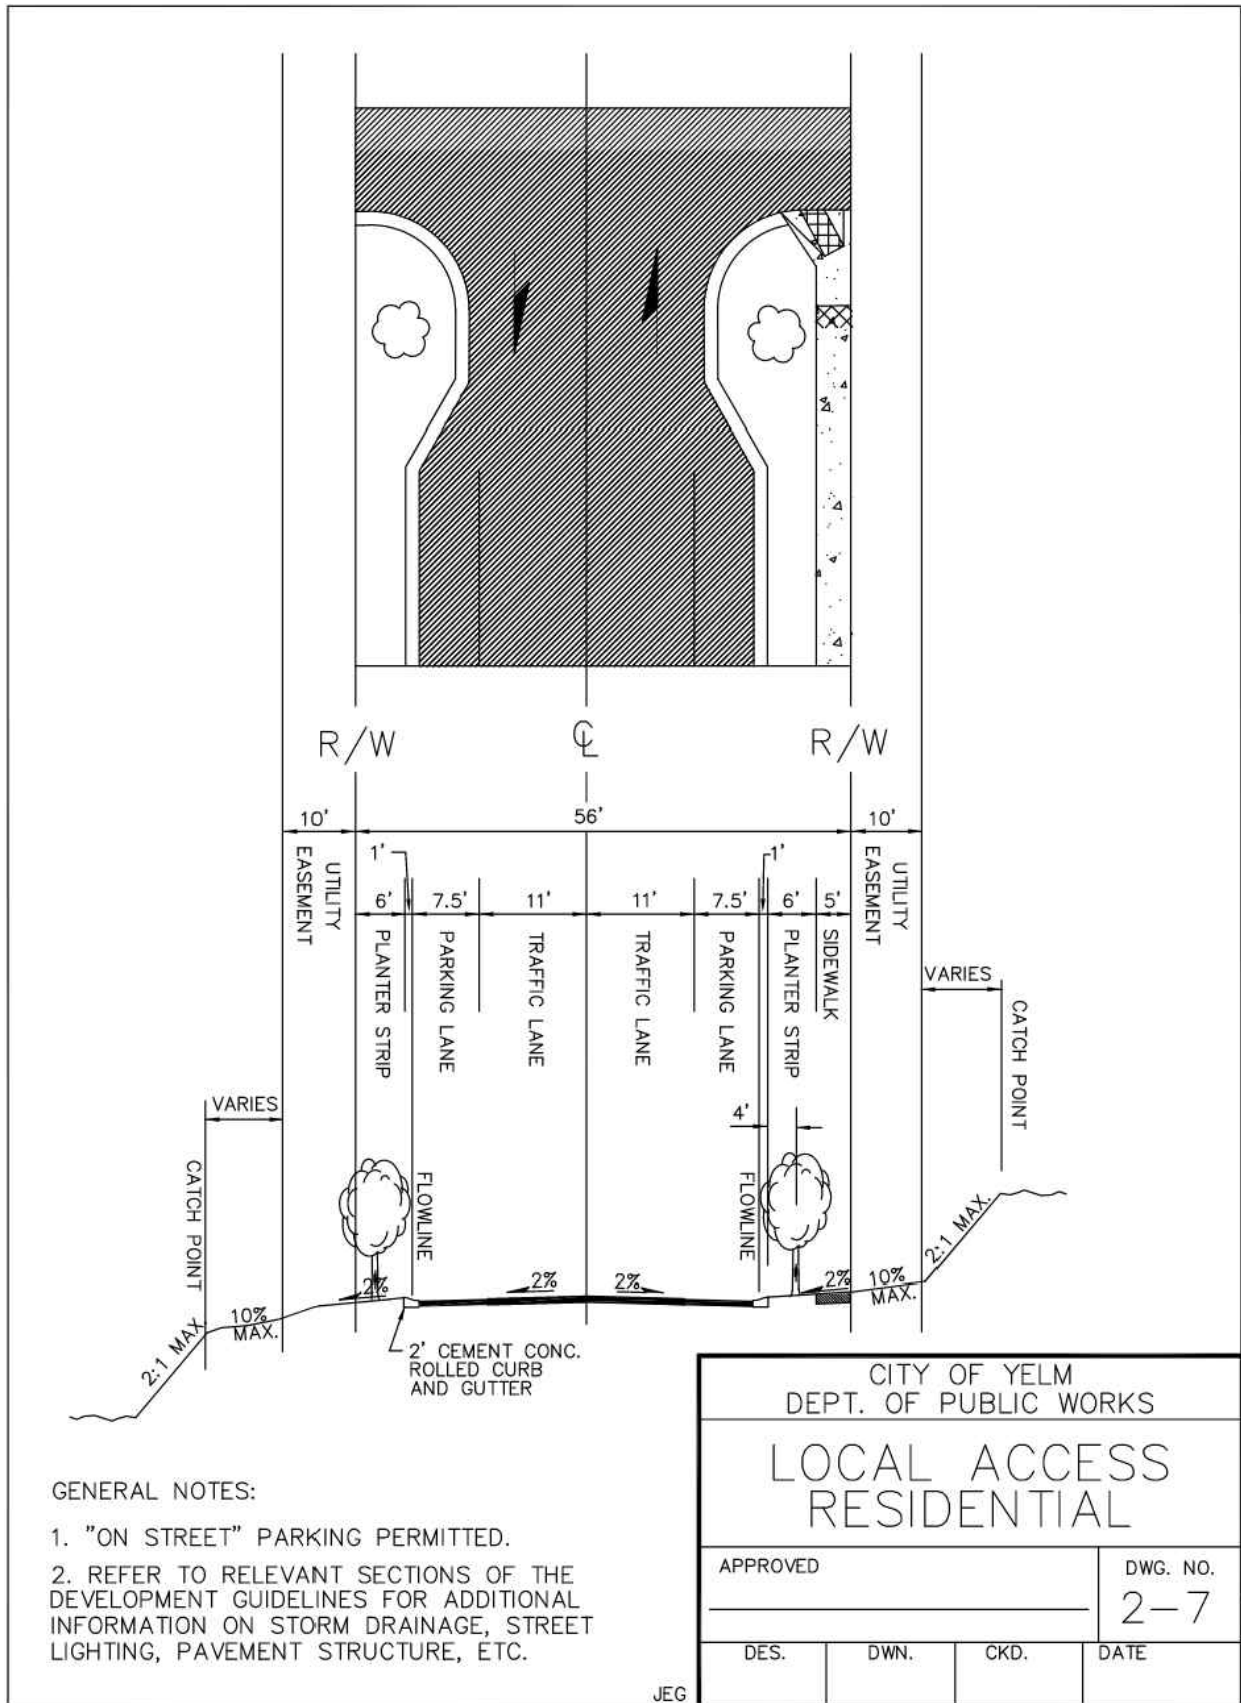 R/W
℄
R/W
10'
56'
10'
UTILITY
EASEMENT
1'
1'
UTILITY
EASEMENT
6'
7.5'
11'
11'
7.5'
6'
5'
PLANTER STRIP
PARKING LANE
TRAFFIC LANE
TRAFFIC LANE
PARKING LANE
PLANTER STRIP
SIDEWALK
VARIES
CATCH POINT
VARIES
CATCH POINT
4'
FLOWLINE
FLOWLINE
2:1 MAX.
2:1 MAX.
10%
MAX.
2%
2%
2%
2%
10%
MAX.
2' CEMENT CONC.
ROLLED CURB
AND GUTTER
GENERAL NOTES:
1. "ON STREET" PARKING PERMITTED.
2. REFER TO RELEVANT SECTIONS OF THE
DEVELOPMENT GUIDELINES FOR ADDITIONAL
INFORMATION ON STORM DRAINAGE, STREET
LIGHTING, PAVEMENT STRUCTURE, ETC.
JEG
CITY OF YELM
DEPT. OF PUBLIC WORKS
LOCAL ACCESS
RESIDENTIAL
APPROVED
DWG. NO.
2-7
DES.
DWN.
CKD.
DATE